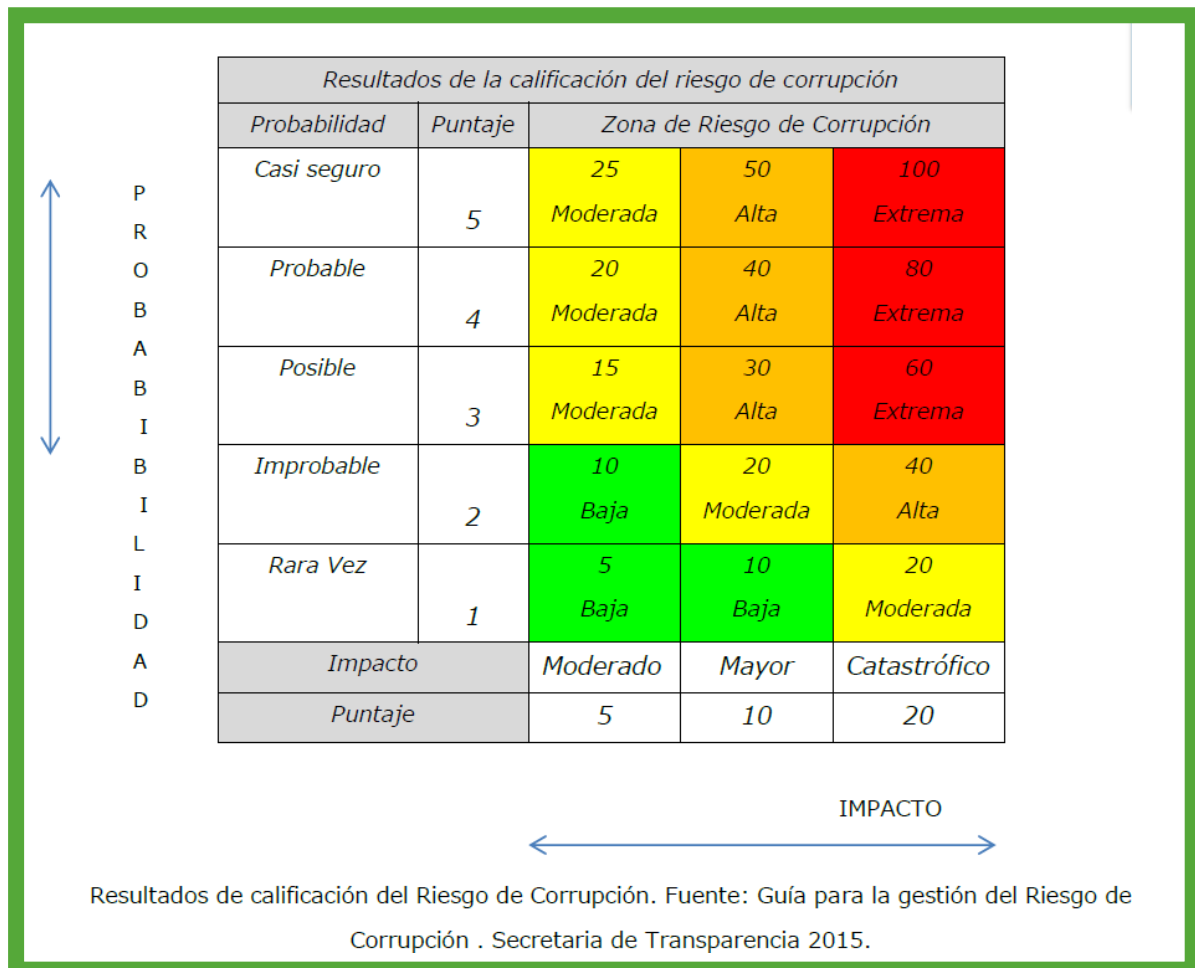 Resultados de la calificación del riesgo de corrupción
Probabilidad Puntaje Zona de Riesgo de Corrupción
Casi seguro 5 25 50 100
Moderada Alta Extrema
Probable 4 20 40 80
Moderada Alta Extrema
Posible 3 15 30 60
Moderada Alta Extrema
Improbable 2 10 20 40
Baja Moderada Alta
Rara Vez 1 5 10 20
Baja Baja Moderada
Impacto Moderado Mayor Catastrófico
Puntaje 5 10 20
P
R
O
B
A
B
I
B
I
L
I
D
A
D
IMPACTO
Resultados de calificación del Riesgo de Corrupción. Fuente: Guía para la gestión del Riesgo de
Corrupción . Secretaria de Transparencia 2015.